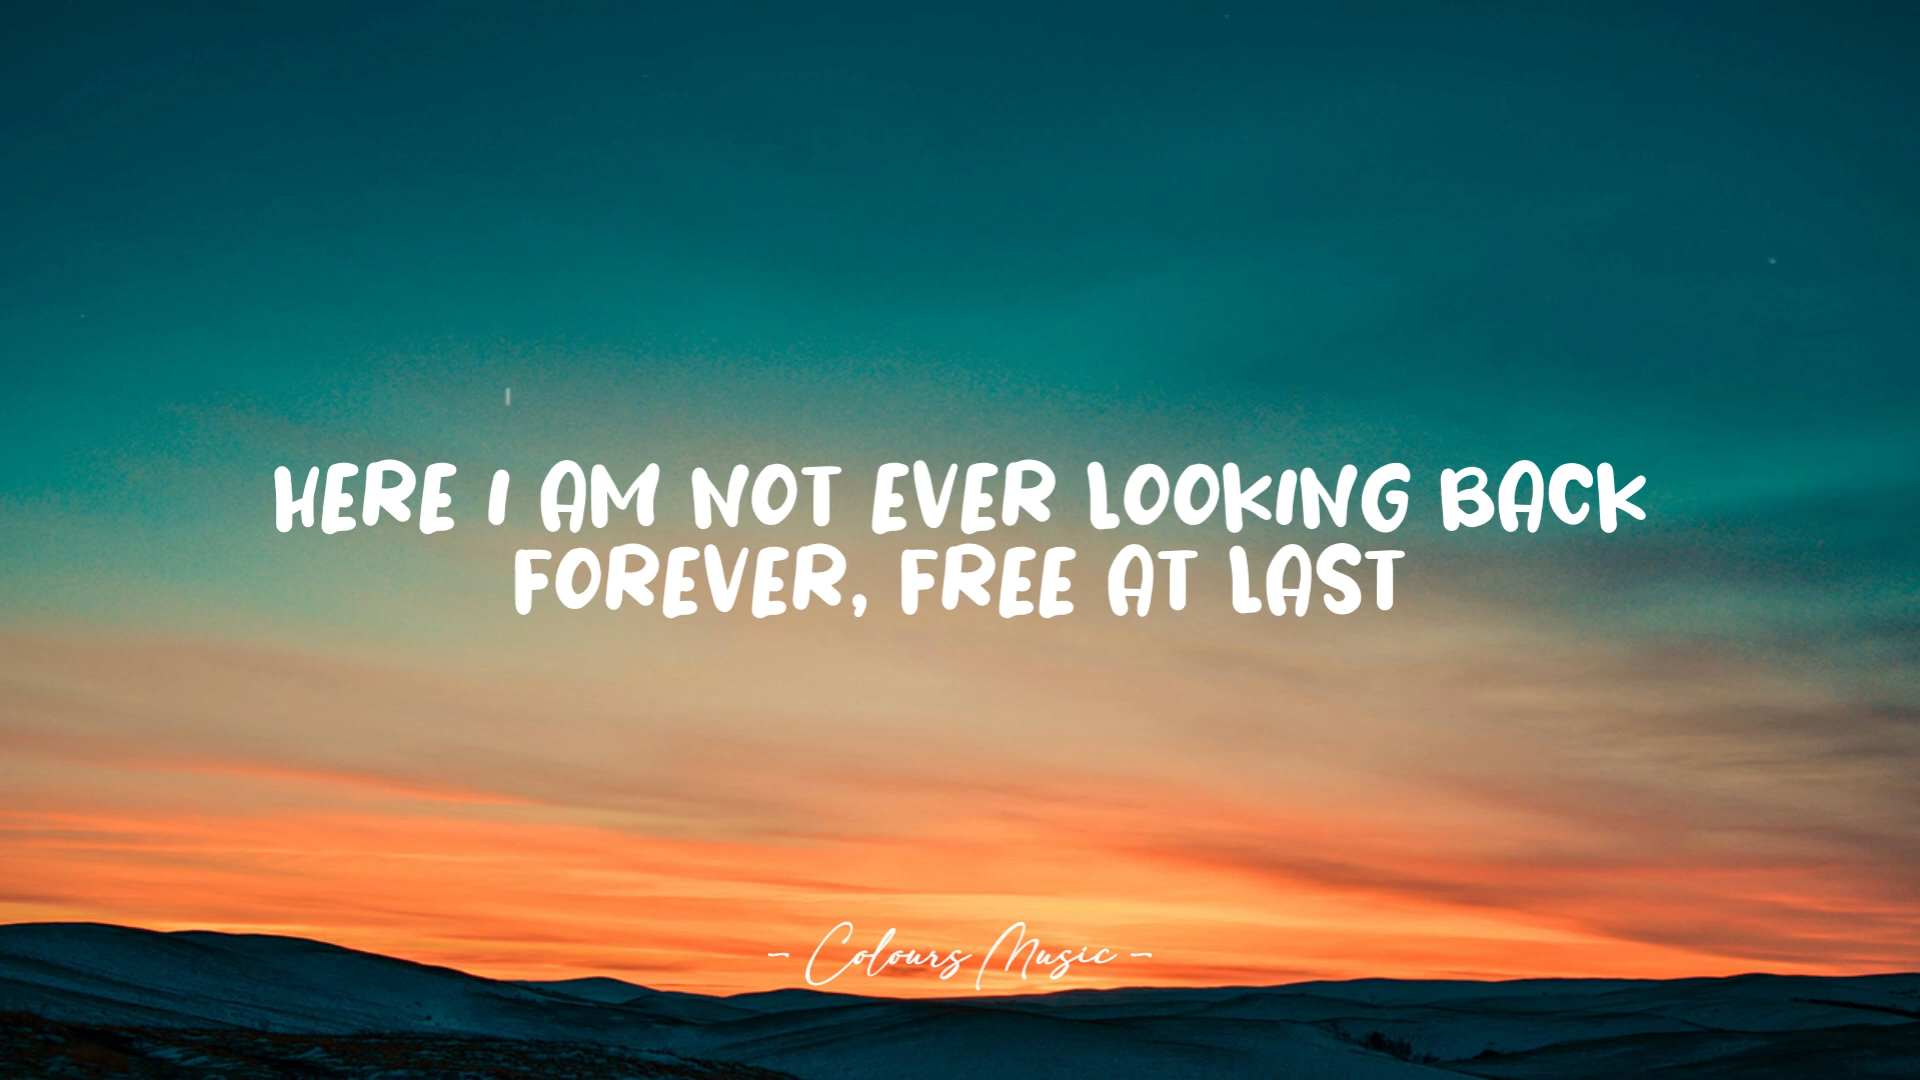 HERE I AM NOT EVER LOOKING BACK
FOREVER, FREE AT LAST
- Colours Music -